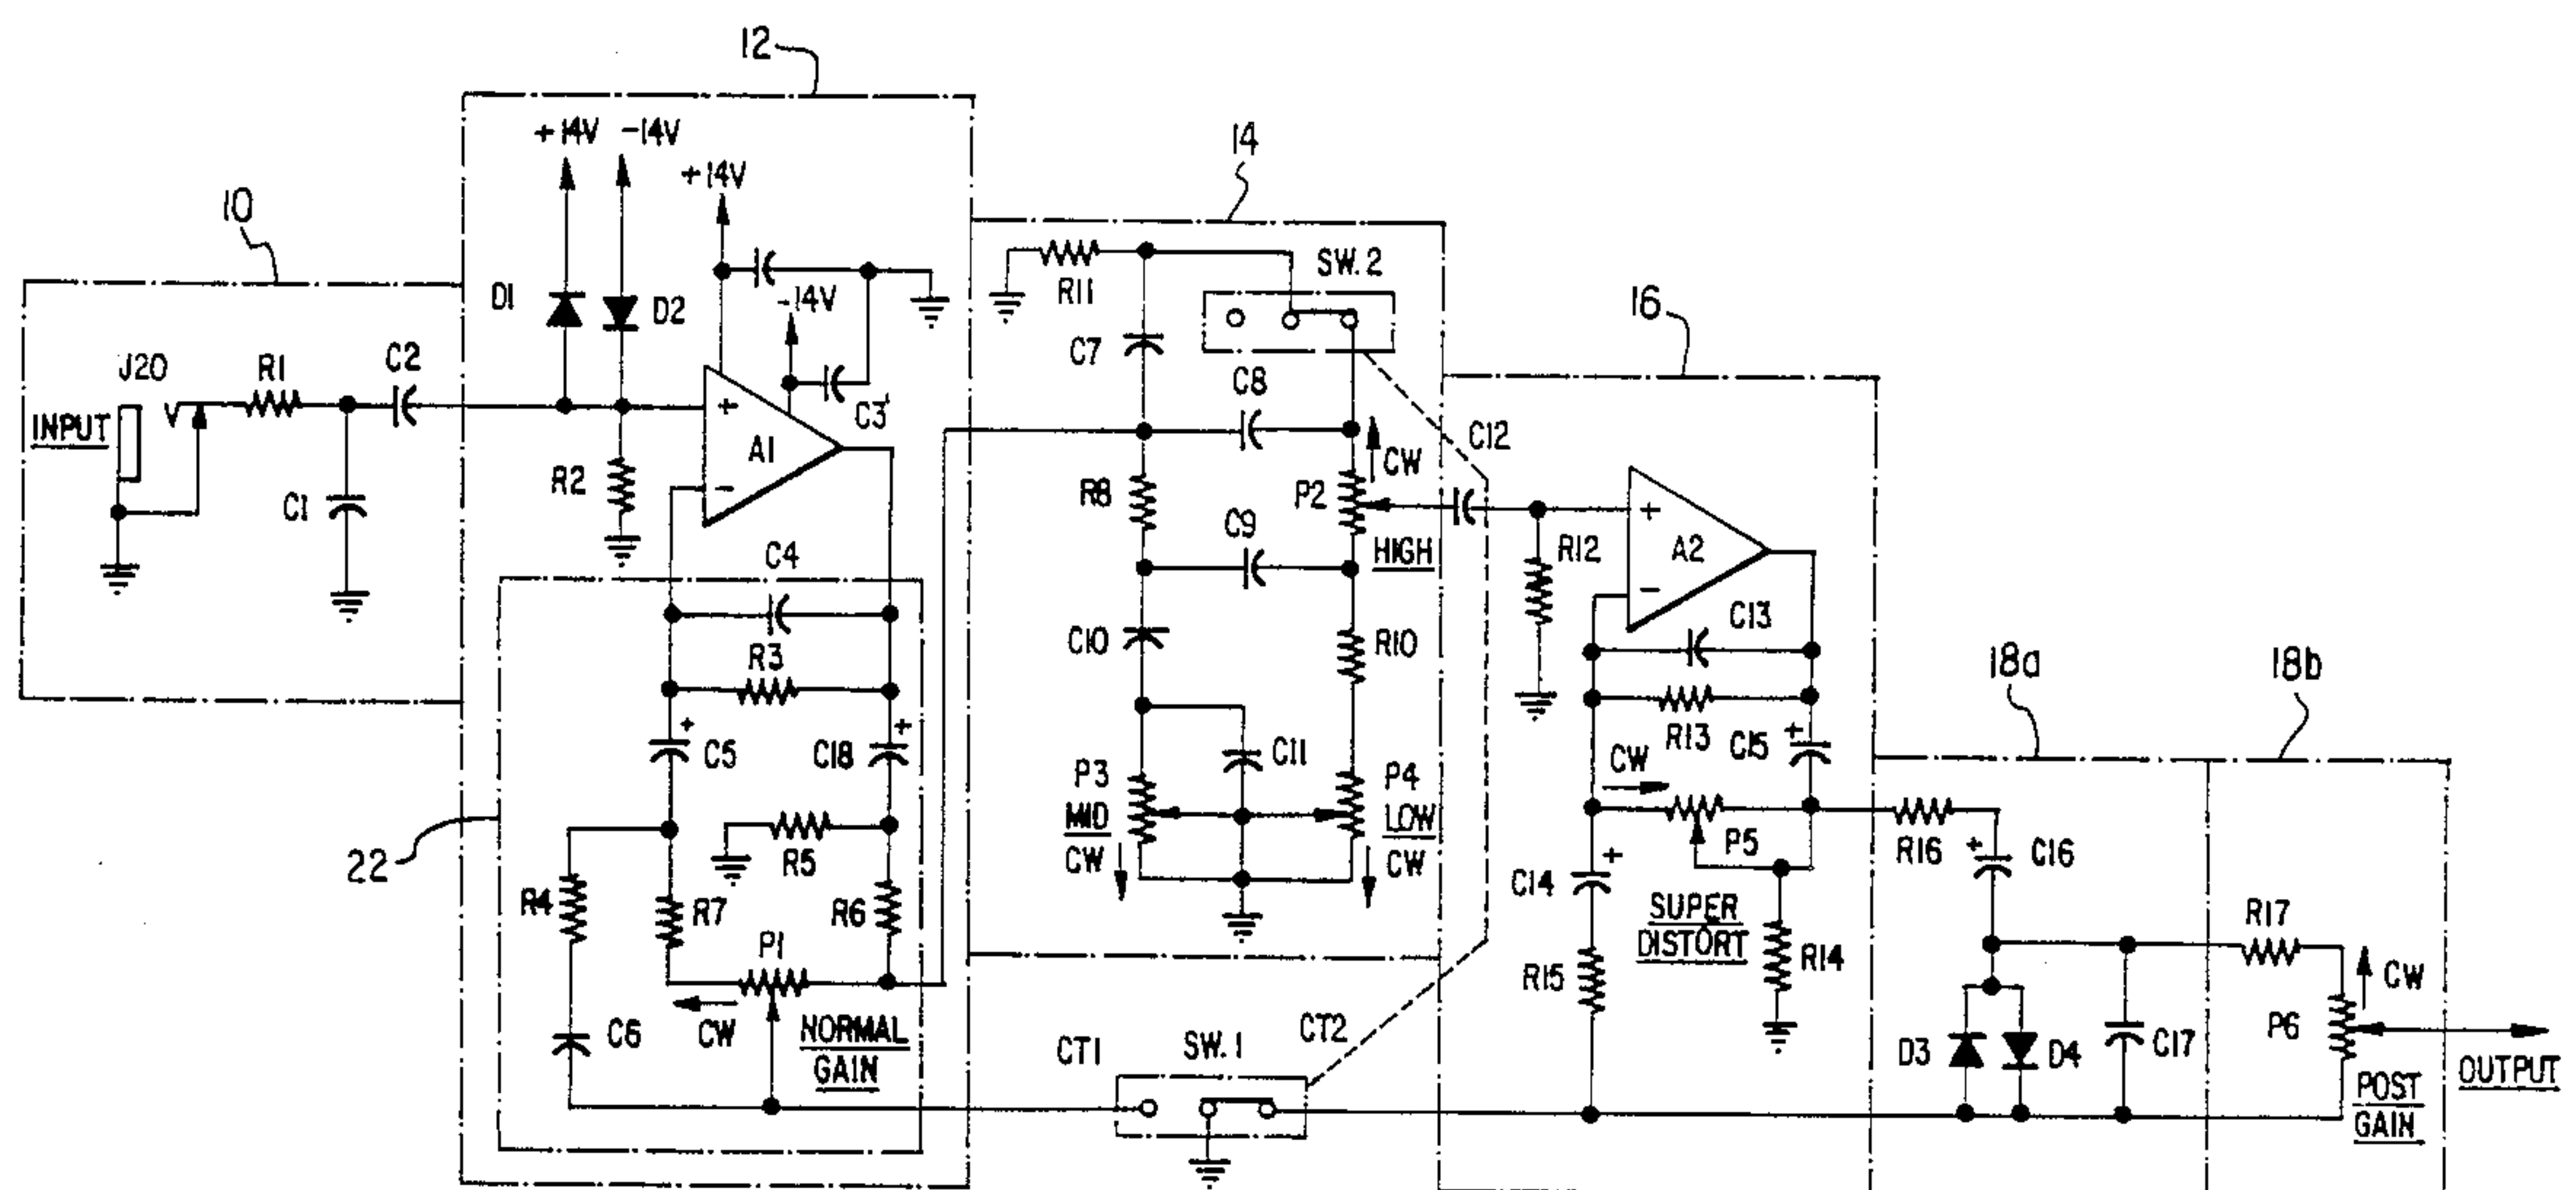 12
14
10
16
+14V
-14V
+14V
-14V
D1
D2
C3
R11
SW.2
C7
C8
J20
V
R1
C2
INPUT
C1
R2
+
A1
-
CW
C12
R8
P2
C9
HIGH
R12
+
A2
-
C13
C4
R3
C10
R10
18a
18b
+
C5
C18
+
R13
C15
+
C11
P3
MID
CW
P4
LOW
CW
CW
P5
R16
+
C16
22
R5
R4
R7
R6
P1
C14
+
SUPER
DISTORT
R14
R15
R17
CW
P6
CW
NORMAL
GAIN
C6
CT1
SW.1
CT2
D3
D4
C17
POST
GAIN
OUTPUT